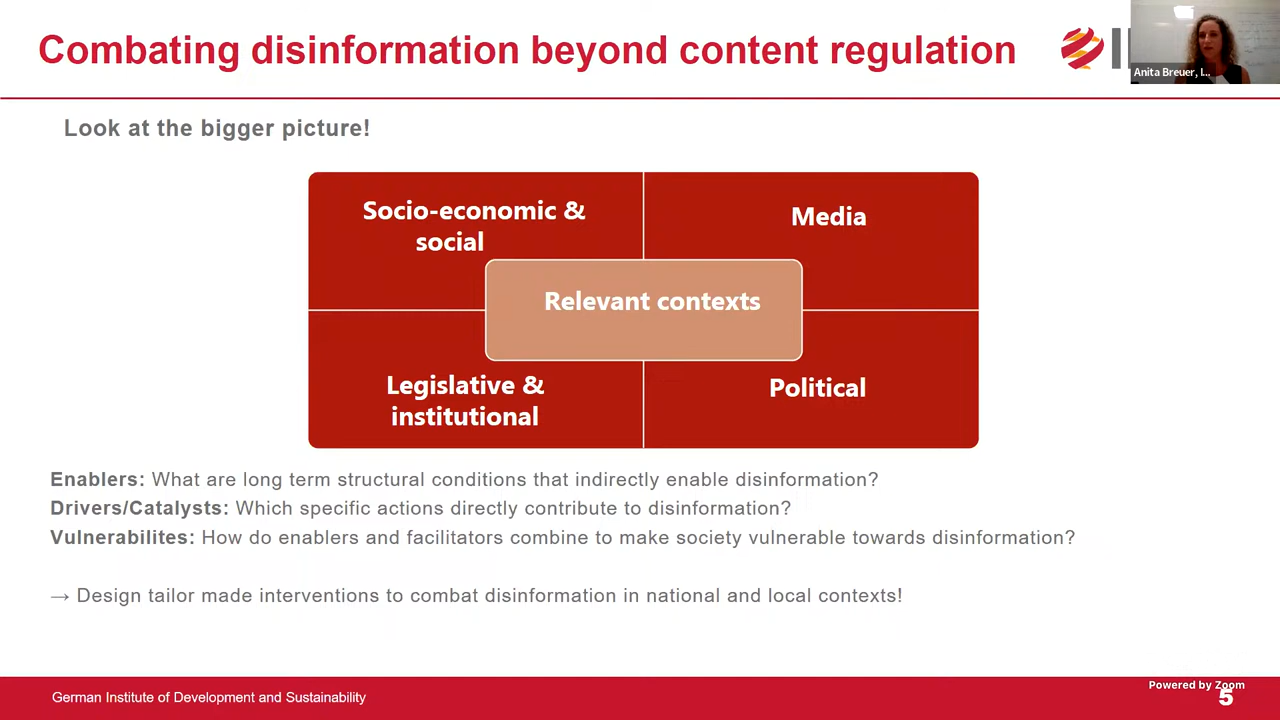 Combating disinformation beyond content regulation
Anita Breuer, I...
Look at the bigger picture!
Socio-economic &
social
Media
Relevant contexts
Legislative &
institutional
Political
Enablers: What are long term structural conditions that indirectly enable disinformation?
Drivers/Catalysts: Which specific actions directly contribute to disinformation?
Vulnerabilites: How do enablers and facilitators combine to make society vulnerable towards disinformation?
→ Design tailor made interventions to combat disinformation in national and local contexts!
German Institute of Development and Sustainability
Powered by Zoom
5